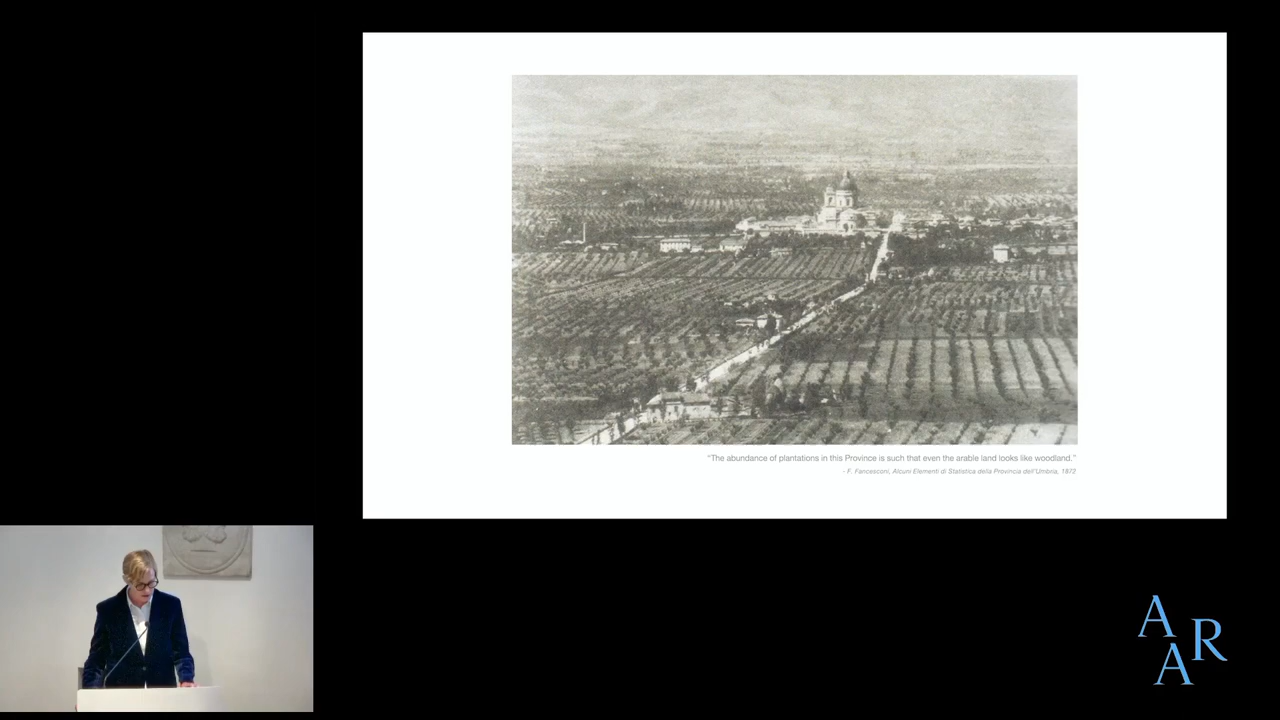 “The abundance of plantations in this Province is such that even the arable land looks like woodland.”
- F. Fancesconi, Alcuni Elementi di Statistica della Provincia dell’Umbria, 1872
A
R
A